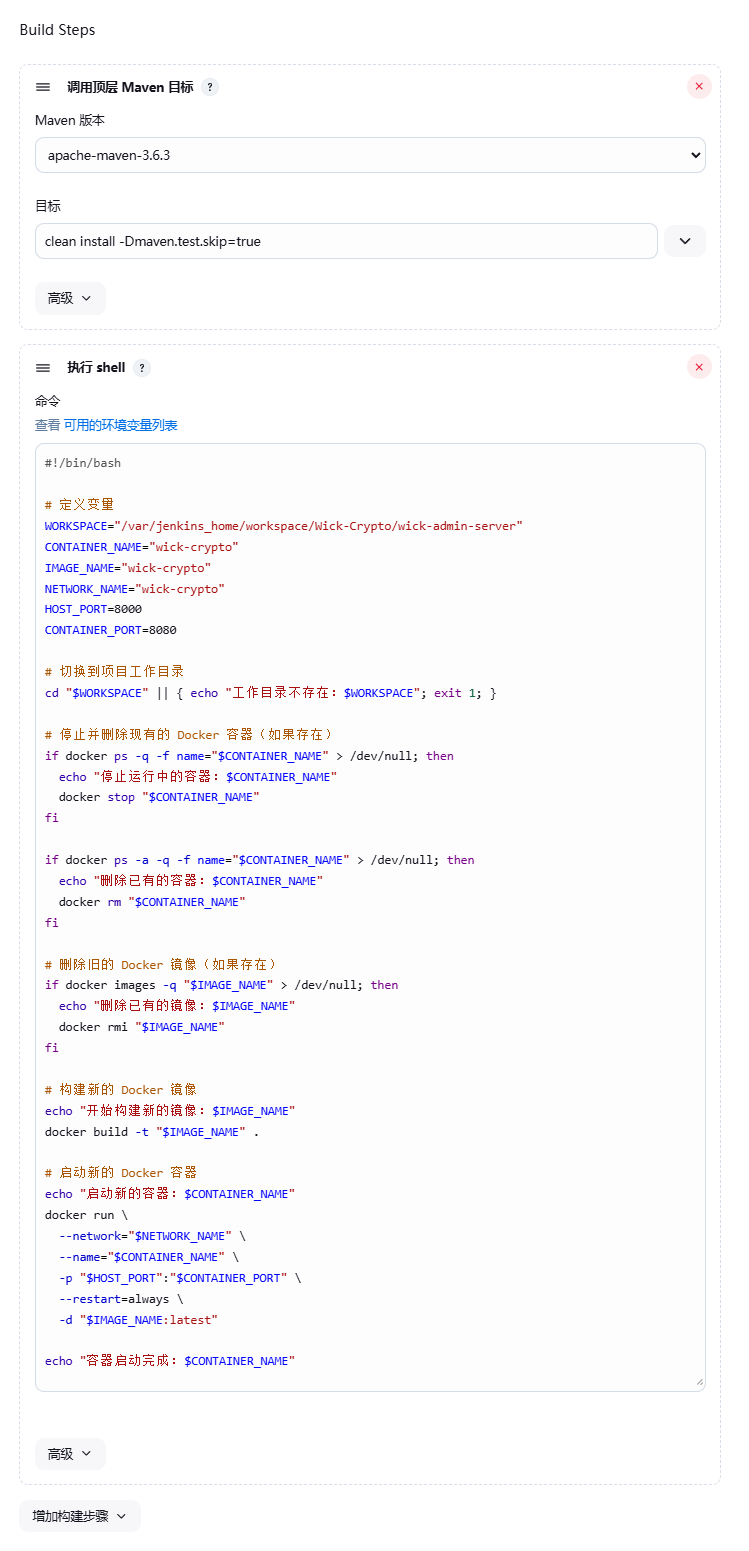 Build Steps
调用顶层 Maven 目标 ?
Maven 版本
apache-maven-3.6.3
目标
clean install -Dmaven.test.skip=true
高级
执行 shell ?
命令
查看 可用的环境变量列表
#!/bin/bash
# 定义变量
WORKSPACE="/var/jenkins_home/workspace/Wick-Crypto/wick-admin-server"
CONTAINER_NAME="wick-crypto"
IMAGE_NAME="wick-crypto"
NETWORK_NAME="wick-crypto"
HOST_PORT=8000
CONTAINER_PORT=8080
# 切换到项目工作目录
cd "$WORKSPACE" || { echo "工作目录不存在: $WORKSPACE"; exit 1; }
# 停止并删除现有的 Docker 容器（如果存在）
if docker ps -q -f name="$CONTAINER_NAME" > /dev/null; then
  echo "停止运行中的容器: $CONTAINER_NAME"
  docker stop "$CONTAINER_NAME"
fi
if docker ps -a -q -f name="$CONTAINER_NAME" > /dev/null; then
  echo "删除已有的容器: $CONTAINER_NAME"
  docker rm "$CONTAINER_NAME"
fi
# 删除旧的 Docker 镜像（如果存在）
if docker images -q "$IMAGE_NAME" > /dev/null; then
  echo "删除已有的镜像: $IMAGE_NAME"
  docker rmi "$IMAGE_NAME"
fi
# 构建新的 Docker 镜像
echo "开始构建新的镜像: $IMAGE_NAME"
docker build -t "$IMAGE_NAME" .
# 启动新的 Docker 容器
echo "启动新的容器: $CONTAINER_NAME"
docker run \
  --network="$NETWORK_NAME" \
  --name="$CONTAINER_NAME" \
  -p "$HOST_PORT":"$CONTAINER_PORT" \
  --restart=always \
  -d "$IMAGE_NAME:latest"
echo "容器启动完成: $CONTAINER_NAME"
高级
增加构建步骤